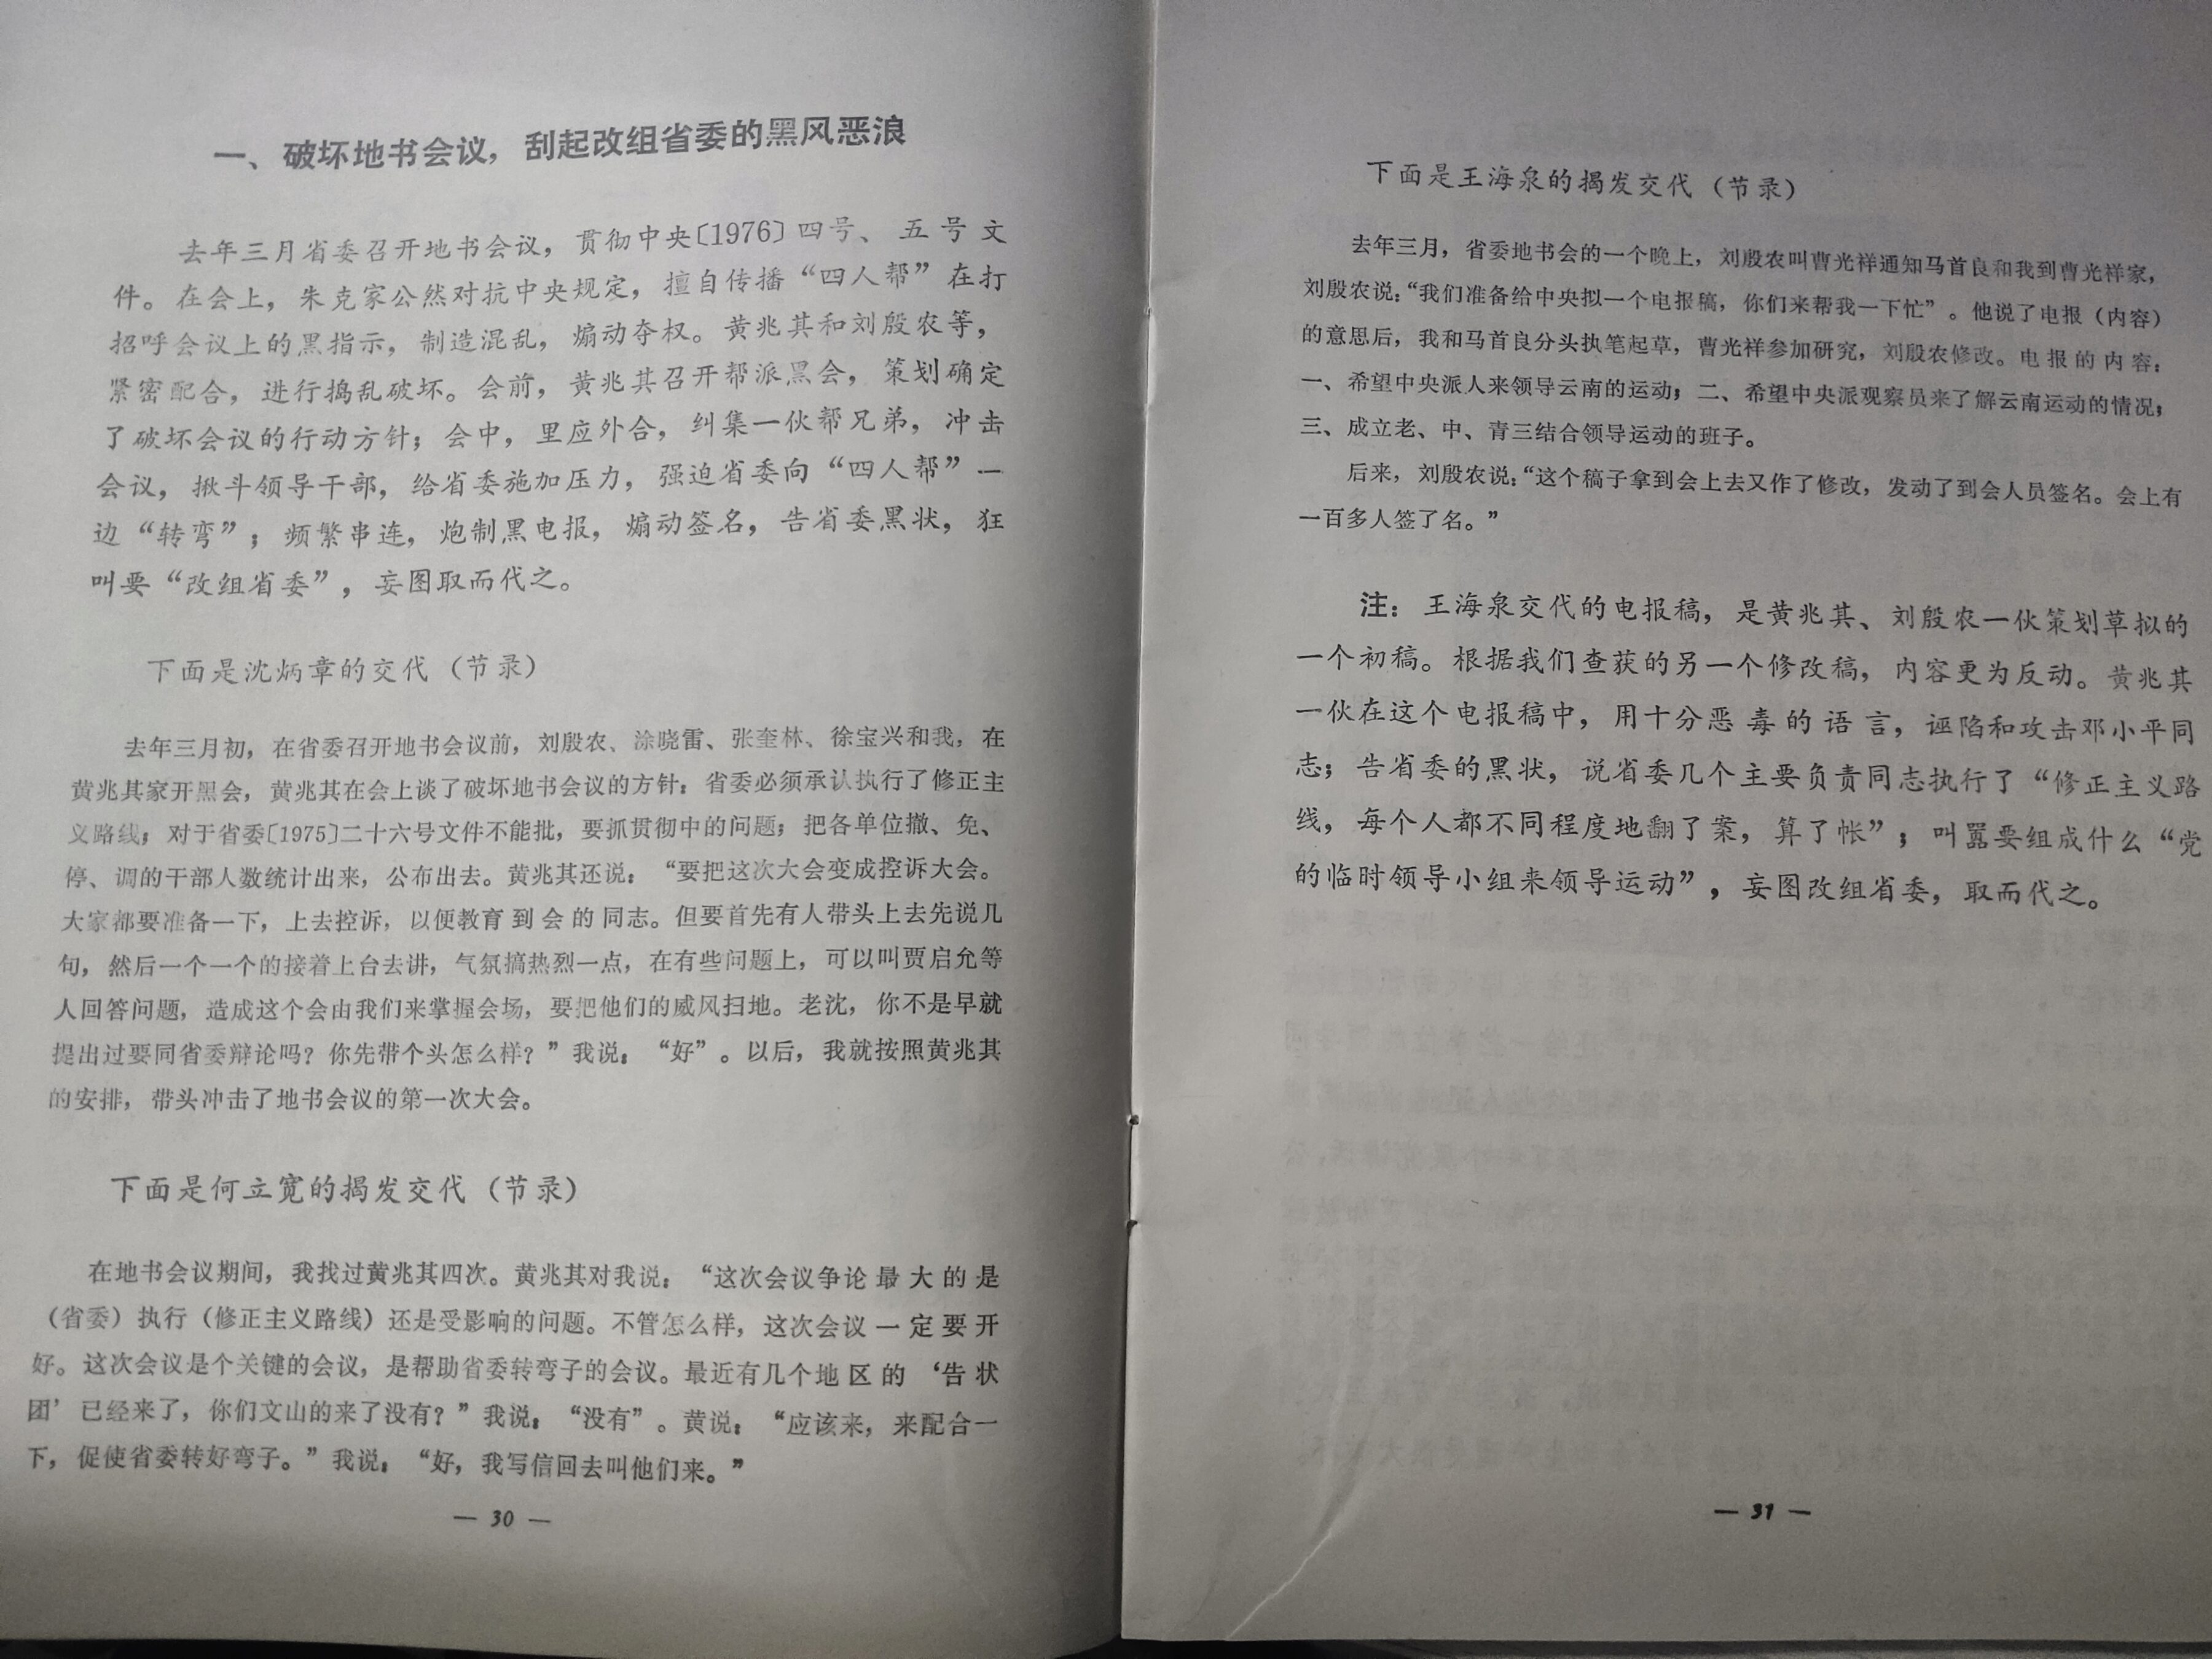 一、破坏地书会议，刮起改组省委的黑风恶浪
去年三月省委召开地书会议，贯彻中央〔1976〕四号、五号文
件。在会上，朱克家公然对抗中央规定，擅自传播“四人帮”在打
招呼会议上的黑指示，制造混乱，煽动夺权。黄兆其和刘殷农等，
紧密配合，进行捣乱破坏。会前，黄兆其召开帮派黑会，策划确定
了破坏会议的行动方针；会中，里应外合，纠集一伙帮兄弟，冲击
会议，揪斗领导干部，给省委施加压力，强迫省委向“四人帮”一
边“转弯”；频繁串连，炮制黑电报，煽动签名，告省委黑状，狂
叫要“改组省委”，妄图取而代之。
下面是沈炳章的交代（节录）
去年三月初，在省委召开地书会议前，刘殷农、涂晓雷、张奎林、徐宝兴和我，在
黄兆其家开黑会，黄兆其在会上谈了破坏地书会议的方针：省委必须承认执行了修正主
义路线；对于省委〔1975〕二十六号文件不能批，要抓贯彻中的问题；把各单位撤、免、
停、调的干部人数统计出来，公布出去。黄兆其还说：“要把这次大会变成控诉大会。
大家都要准备一下，上去控诉，以便教育到会的同志。但要首先有人带头上去先说几
句，然后一个一个的接着上台去讲，气氛搞热烈一点，在有些问题上，可以叫贾启允等
人回答问题，造成这个会由我们来掌握会场，要把他们的威风扫地。老沈，你不是早就
提出过要同省委辩论吗？你先带个头怎么样？”我说：“好”。以后，我就按照黄兆其
的安排，带头冲击了地书会议的第一次大会。
下面是何立宽的揭发交代（节录）
在地书会议期间，我找过黄兆其四次。黄兆其对我说：“这次会议争论最大的是
（省委）执行（修正主义路线）还是受影响的问题。不管怎么样，这次会议一定要开
好。这次会议是个关键的会议，是帮助省委转弯子的会议。最近有几个地区的‘告状
团’已经来了，你们文山的来了没有？”我说：“没有”。黄说：“应该来，来配合一
下，促使省委转好弯子。”我说：“好，我写信回去叫他们来。”
— 30 —
下面是王海泉的揭发交代（节录）
去年三月，省委地书会的一个晚上，刘殷农叫曹光祥通知马首良和我到曹光祥家，
刘殷农说：“我们准备给中央拟一个电报稿，你们来帮我一下忙”。他说了电报（内容）
的意思后，我和马首良分头执笔起草，曹光祥参加研究，刘殷农修改。电报的内容：
一、希望中央派人来领导云南的运动；二、希望中央派观察员来了解云南运动的情况；
三、成立老、中、青三结合领导运动的班子。
后来，刘殷农说：“这个稿子拿到会上去又作了修改，发动了到会人员签名。会上有
一百多人签了名。”
注：王海泉交代的电报稿，是黄兆其、刘殷农一伙策划草拟的
一个初稿。根据我们查获的另一个修改稿，内容更为反动。黄兆其
一伙在这个电报稿中，用十分恶毒的语言，诬陷和攻击邓小平同
志；告省委的黑状，说省委几个主要负责同志执行了“修正主义路
线，每个人都不同程度地翻了案，算了帐”；叫嚣要组成什么“党
的临时领导小组来领导运动”，妄图改组省委，取而代之。
— 31 —